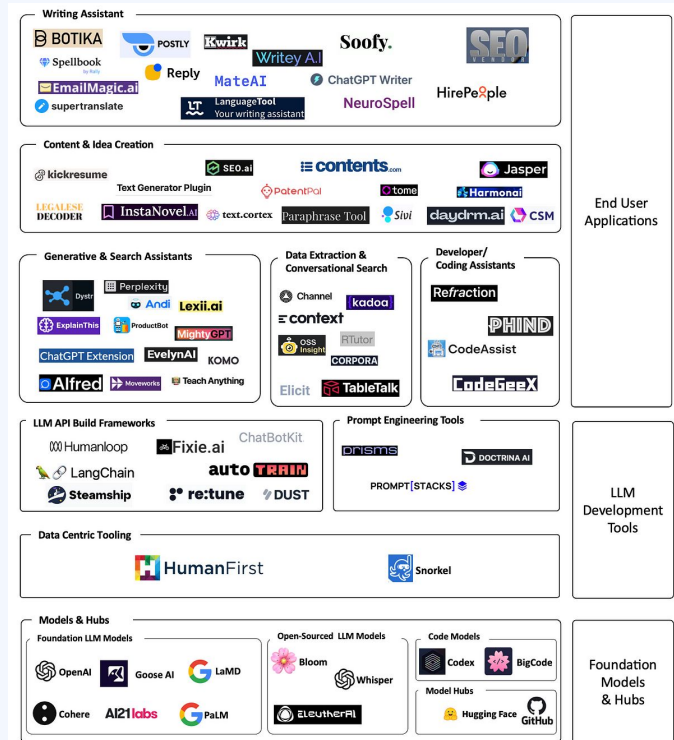 Writing Assistant
BOTIKA
POSTLY
Kwirk
Writey A.I
Soofy.
SEO
VENDOR
Spellbook
by Rally
Reply
MateAI
ChatGPT Writer
EmailMagic.ai
HirePeople
supertranslate
LT LanguageTool
Your writing assistant
NeuroSpell
End User
Applications
Content & Idea Creation
kickresume
SEO.ai
contents.com
Jasper
Text Generator Plugin
PatentPal
tome
Harmonai
LEGALESE
DECODER
InstaNovel.AI
text.cortex
Paraphrase Tool
Sivi
daydrm.ai
CSM
Generative & Search Assistants
Dystr
Perplexity
Andi
Lexii.ai
ExplainThis
ProductBot
MightyGPT
ChatGPT Extension
EvelynAI
KOMO
Alfred
Moveworks
Teach Anything
Data Extraction &
Conversational Search
Channel
kadoa
context
OSS
Insight
RTutor
CORPORA
Elicit
TableTalk
Developer/
Coding Assistants
Refraction
PHIND
CodeAssist
CodeGeeX
LLM API Build Frameworks
Humanloop
Fixie.ai
ChatBotKit
LangChain
auto TRAIN
Steamship
re:tune
DUST
Prompt Engineering Tools
prisms
DOCTRINA AI
PROMPT[STACKS]
LLM
Development
Tools
Data Centric Tooling
HumanFirst
Snorkel
Models & Hubs
Foundation LLM Models
OpenAI
Goose AI
LaMD
Cohere
AI21labs
PaLM
Open-Sourced LLM Models
Bloom
Whisper
EleutherAI
Code Models
Codex
BigCode
Model Hubs
Hugging Face
GitHub
Foundation
Models
& Hubs